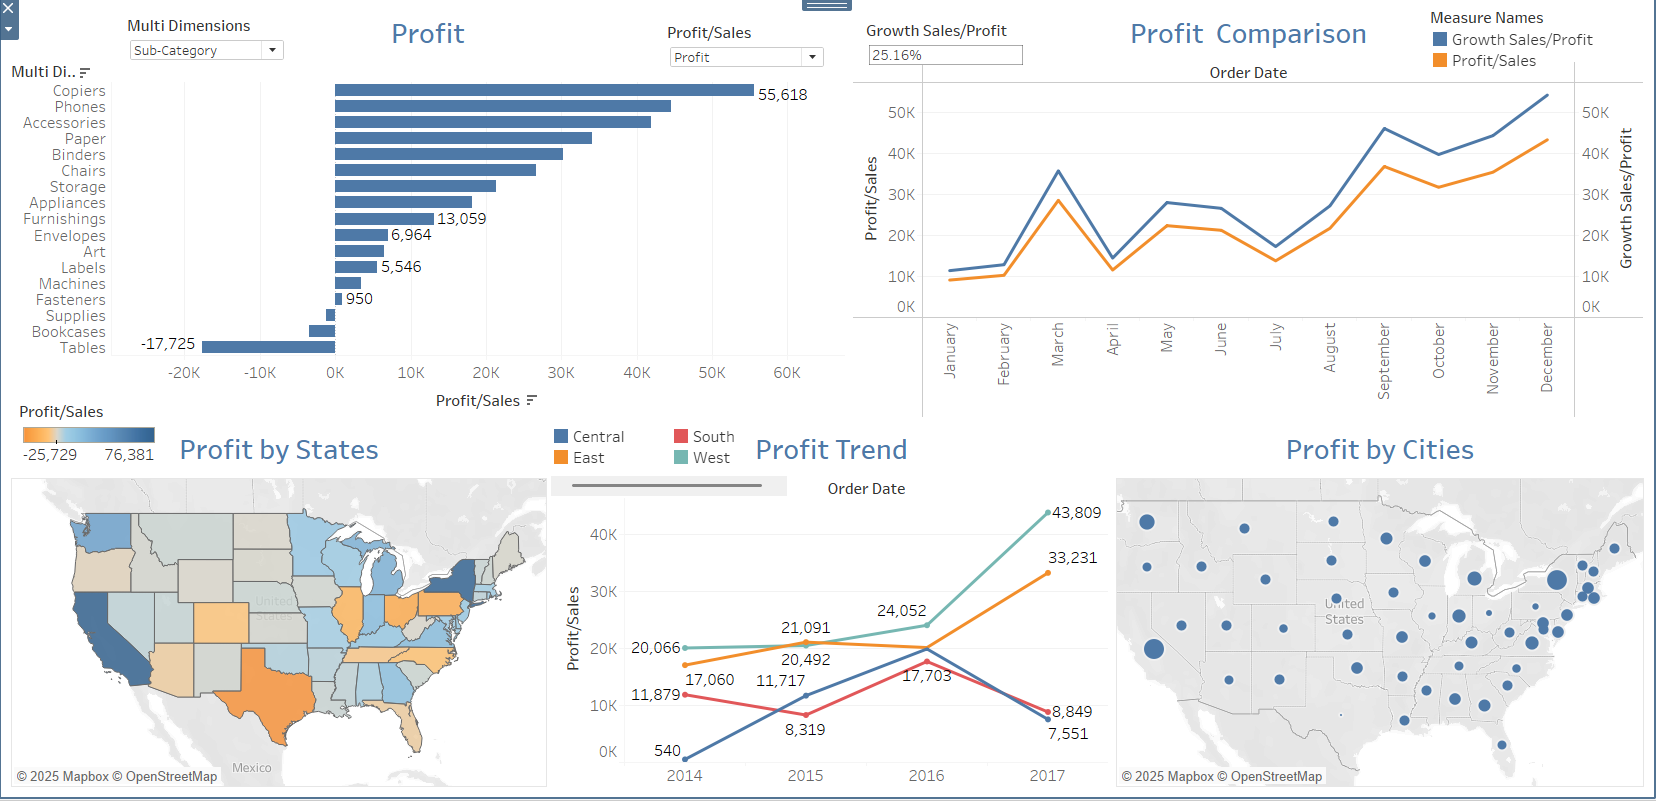 Multi Dimensions
Sub-Category
Profit
Profit/Sales
Profit
Multi Di..
Copiers
55,618
Phones
Accessories
Paper
Binders
Chairs
Storage
Appliances
Furnishings
13,059
Envelopes
6,964
Art
Labels
5,546
Machines
Fasteners
950
Supplies
Bookcases
Tables
-17,725
-20K -10K 0K 10K 20K 30K 40K 50K 60K
Profit/Sales
Growth Sales/Profit
25.16%
Profit Comparison
Measure Names
Growth Sales/Profit
Profit/Sales
Order Date
Profit/Sales
50K
40K
30K
20K
10K
0K
50K
40K
30K
20K
10K
0K
Growth Sales/Profit
January
February
March
April
May
June
July
August
September
October
November
December
Profit/Sales
-25,729 76,381
Profit by States
United
States
Mexico
© 2025 Mapbox © OpenStreetMap
Central
South
East
West
Profit Trend
Order Date
Profit/Sales
40K
30K
20K
10K
0K
43,809
33,231
24,052
21,091
20,066
20,492
17,060
11,717
17,703
11,879
8,319
8,849
7,551
540
2014 2015 2016 2017
Profit by Cities
United
States
© 2025 Mapbox © OpenStreetMap